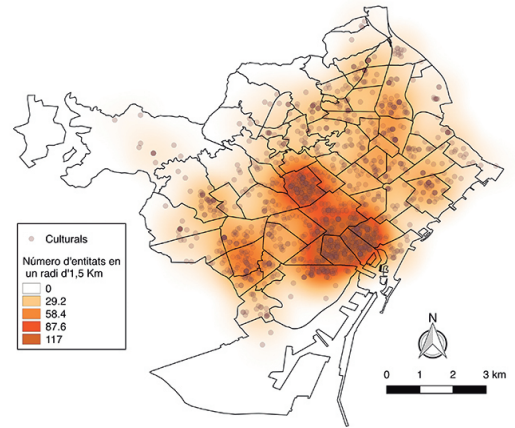 Culturals
Número d'entitats en
un radi d'1,5 Km
0
29.2
58.4
87.6
117
N
0 1 2 3 km